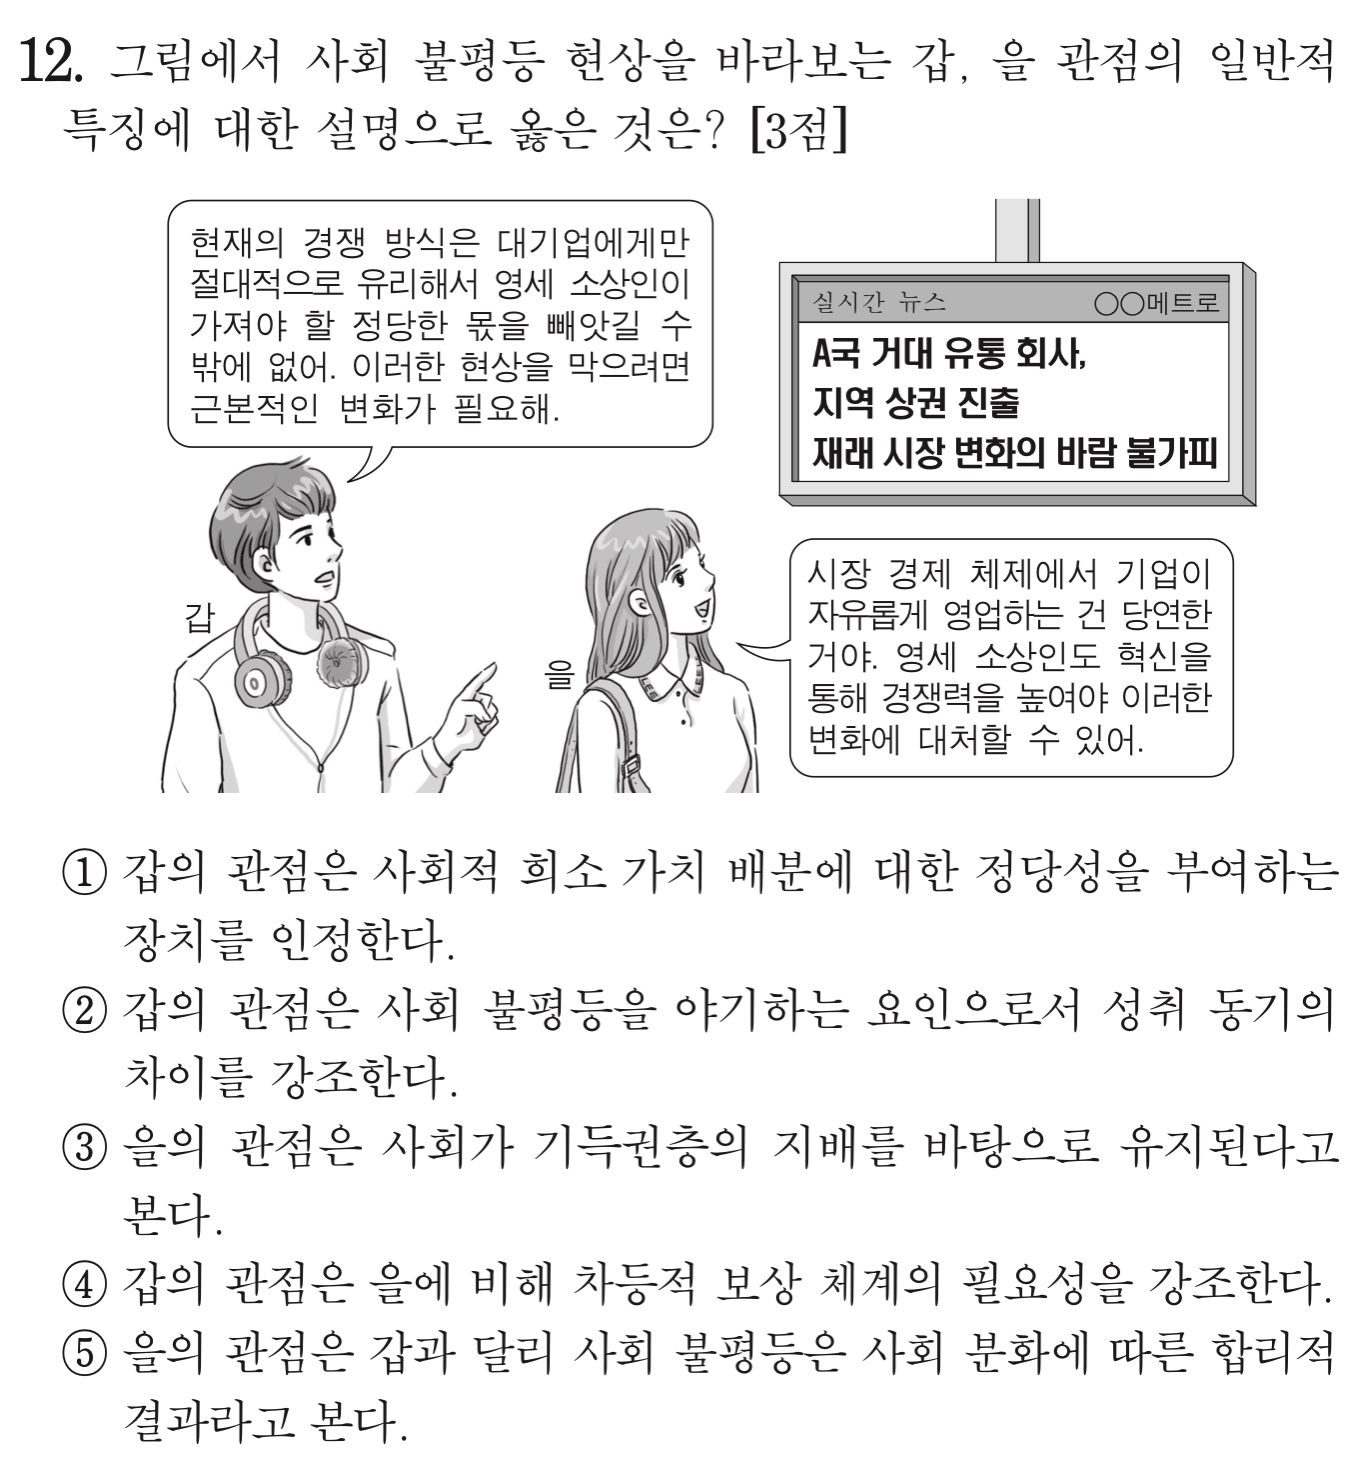 12. 그림에서 사회 불평등 현상을 바라보는 갑, 을 관점의 일반적
특징에 대한 설명으로 옳은 것은? [3점]
현재의 경쟁 방식은 대기업에게만
절대적으로 유리해서 영세 소상인이
가져야 할 정당한 몫을 빼앗길 수
밖에 없어. 이러한 현상을 막으려면
근본적인 변화가 필요해.
갑
실시간 뉴스 ○○메트로
A국 거대 유통 회사,
지역 상권 진출
재래 시장 변화의 바람 불가피
을
시장 경제 체제에서 기업이
자유롭게 영업하는 건 당연한
거야. 영세 소상인도 혁신을
통해 경쟁력을 높여야 이러한
변화에 대처할 수 있어.
① 갑의 관점은 사회적 희소 가치 배분에 대한 정당성을 부여하는
장치를 인정한다.
② 갑의 관점은 사회 불평등을 야기하는 요인으로서 성취 동기의
차이를 강조한다.
③ 을의 관점은 사회가 기득권층의 지배를 바탕으로 유지된다고
본다.
④ 갑의 관점은 을에 비해 차등적 보상 체계의 필요성을 강조한다.
⑤ 을의 관점은 갑과 달리 사회 불평등은 사회 분화에 따른 합리적
결과라고 본다.